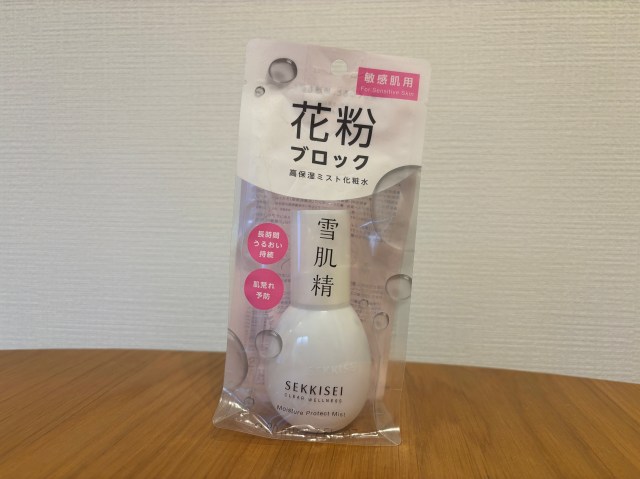 敏感肌用
For Sensitive Skin
花粉
ブロック
高保湿ミスト化粧水
長時間
うるおい
持続
肌荒れ
予防
雪肌精
SEKKISEI
CLEAR WELLNESS
Moisture Protect Mist